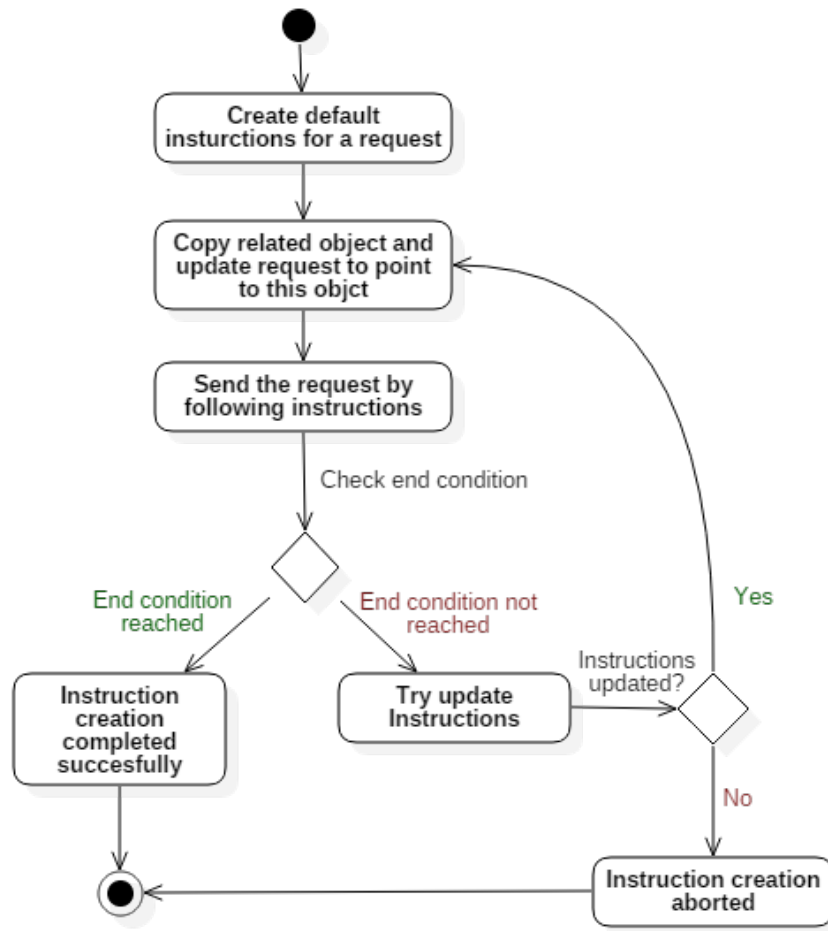 Create default
insturctions for a request
Copy related object and
update request to point
to this objct
Send the request by
following instructions
Check end condition
End condition
reached
End condition not
reached
Yes
Instructions
updated?
Instruction
creation
completed
succesfully
Try update
Instructions
No
Instruction creation
aborted